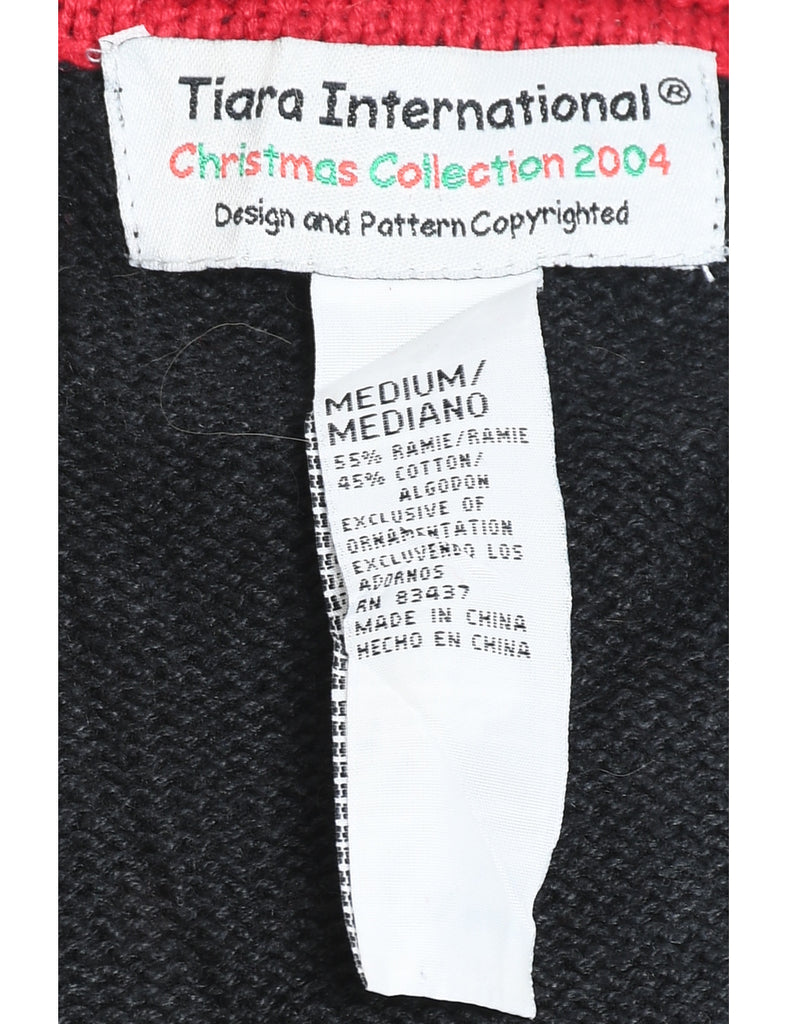 Tiara International®
Christmas Collection 2004
Design and Pattern Copyrighted
MEDIUM/
MEDIANO
55% RAMIE/RAMIE
45% COTTON/
ALGODON
EXCLUSIVE OF
ORNAMENTATION
EXCLUVENDO LOS
ADORNOS
RN 83437
MADE IN CHINA
HECHO EN CHINA